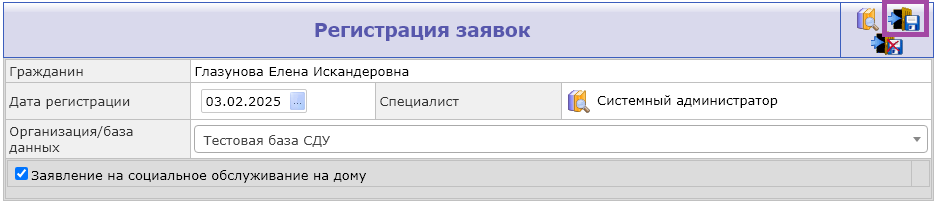 Регистрация заявок
Гражданин Глазунова Елена Искандеровна
Дата регистрации 03.02.2025 ... Специалист Системный администратор
Организация/база
данных Тестовая база СДУ
Заявление на социальное обслуживание на дому